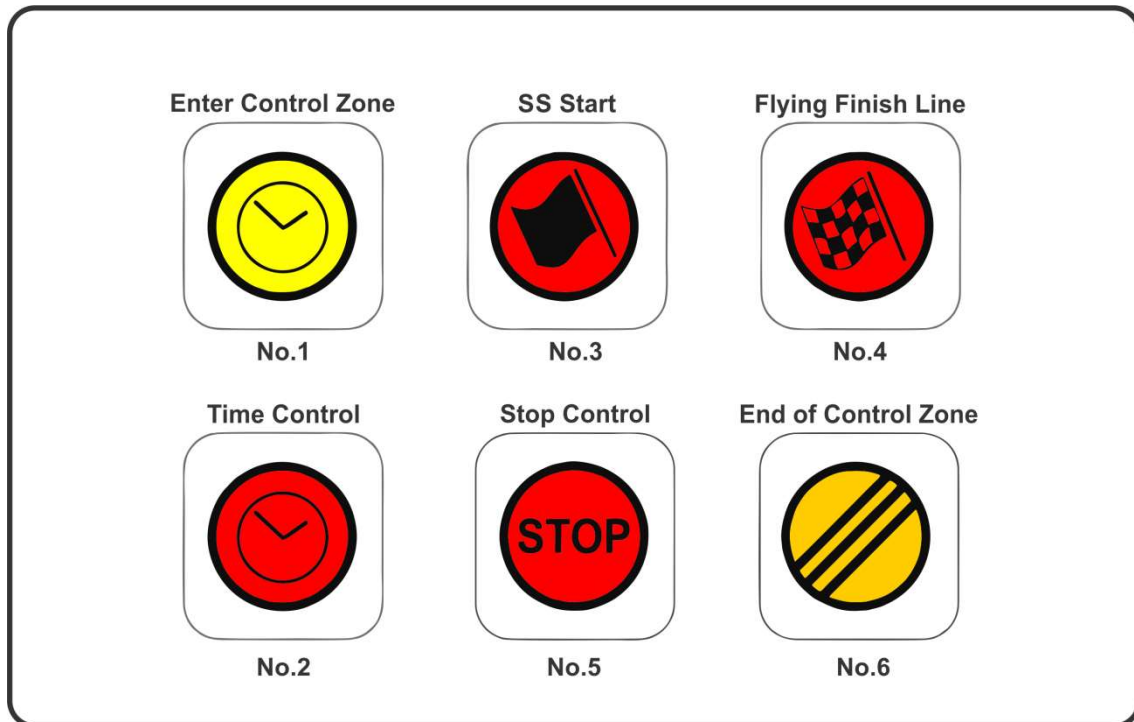 Enter Control Zone
SS Start
Flying Finish Line
No.1
No.3
No.4
Time Control
Stop Control
End of Control Zone
STOP
No.2
No.5
No.6